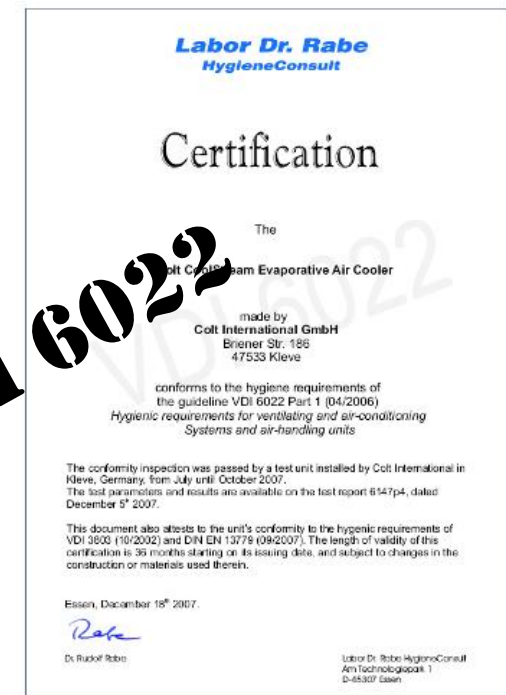 Labor Dr. Rabe
HygieneConsult
Certification
The
Colt CoolStream Evaporative Air Cooler
made by
Colt International GmbH
Briener Str. 186
47533 Kleve
conforms to the hygiene requirements of
the guideline VDI 6022 Part 1 (04/2006)
Hygienic requirements for ventilating and air-conditioning
Systems and air-handling units
The conformity inspection was passed by a test unit installed by Colt International in
Kleve, Germany, from July until October 2007.
The test parameters and results are available on the test report 6147p4, dated
December 5th 2007.
This document also attests to the unit's conformity to the hygenic requirements of
VDI 3803 (10/2002) and DIN EN 13779 (09/2007). The length of validity of this
certification is 36 months starting on its issuing date, and subject to changes in the
construction or materials used therein.
Essen, December 18th 2007.
Rabe
Dr. Rudolf Rabe
Labor Dr. Rabe HygieneConsult
Am Technologiepark 1
D-45307 Essen
VDI 6022
6022